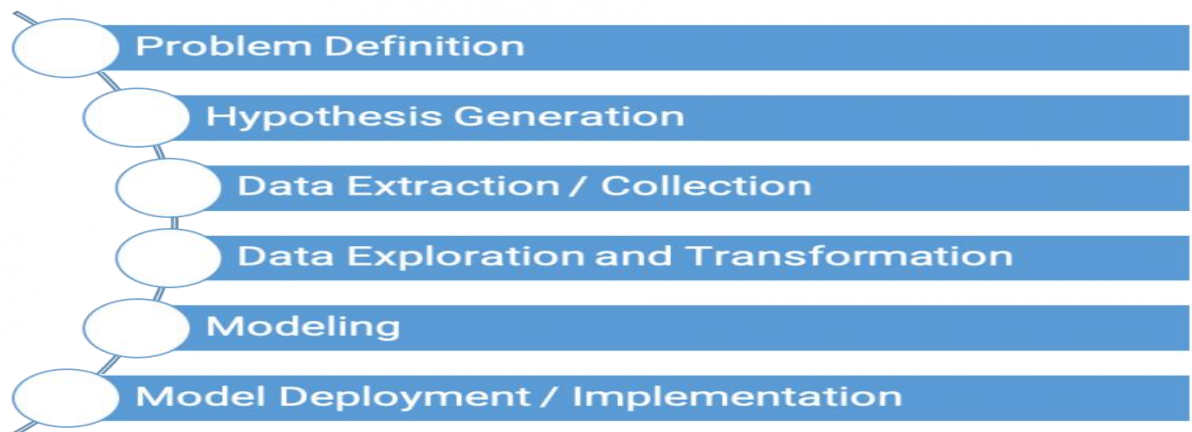 Problem Definition
Hypothesis Generation
Data Extraction / Collection
Data Exploration and Transformation
Modeling
Model Deployment / Implementation